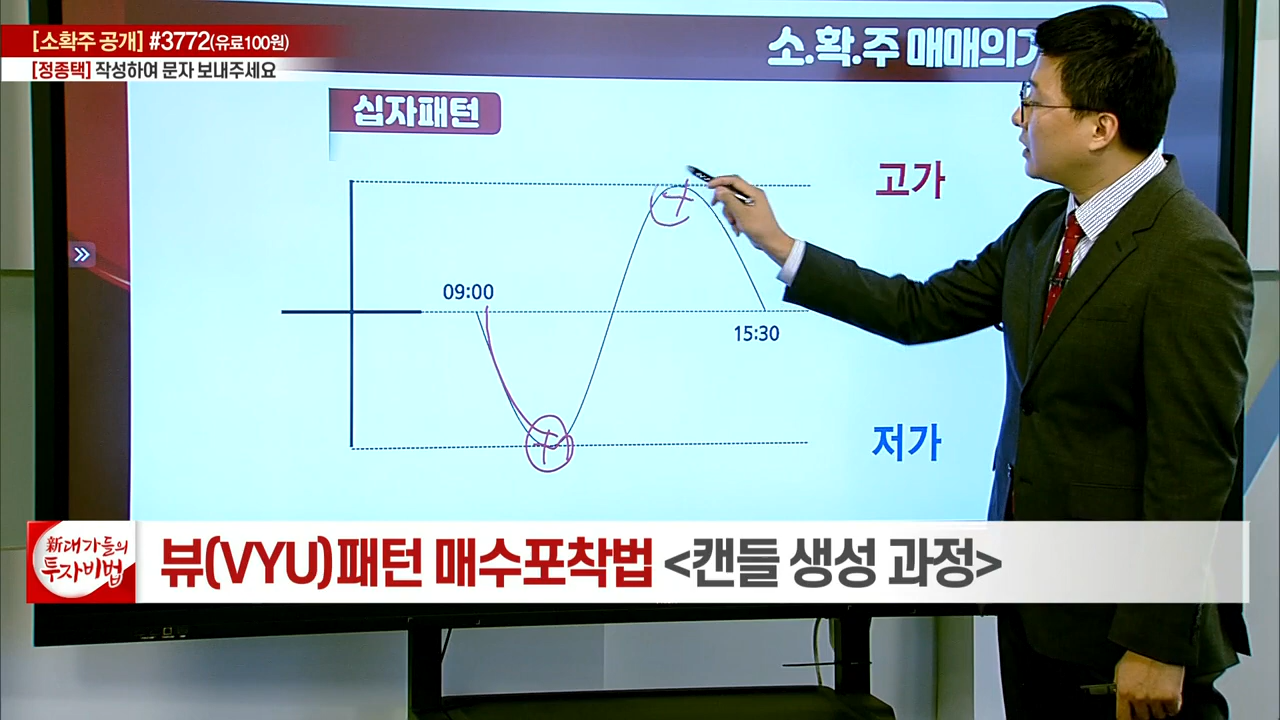 [소확주 공개] #3772(유료100원)
[정종택] 작성하여 문자 보내주세요
소.확.주 매매의
십자패턴
고가
09:00
15:30
저가
新대가들의
투자비법
뷰(VYU)패턴 매수포착법 <캔들 생성 과정>